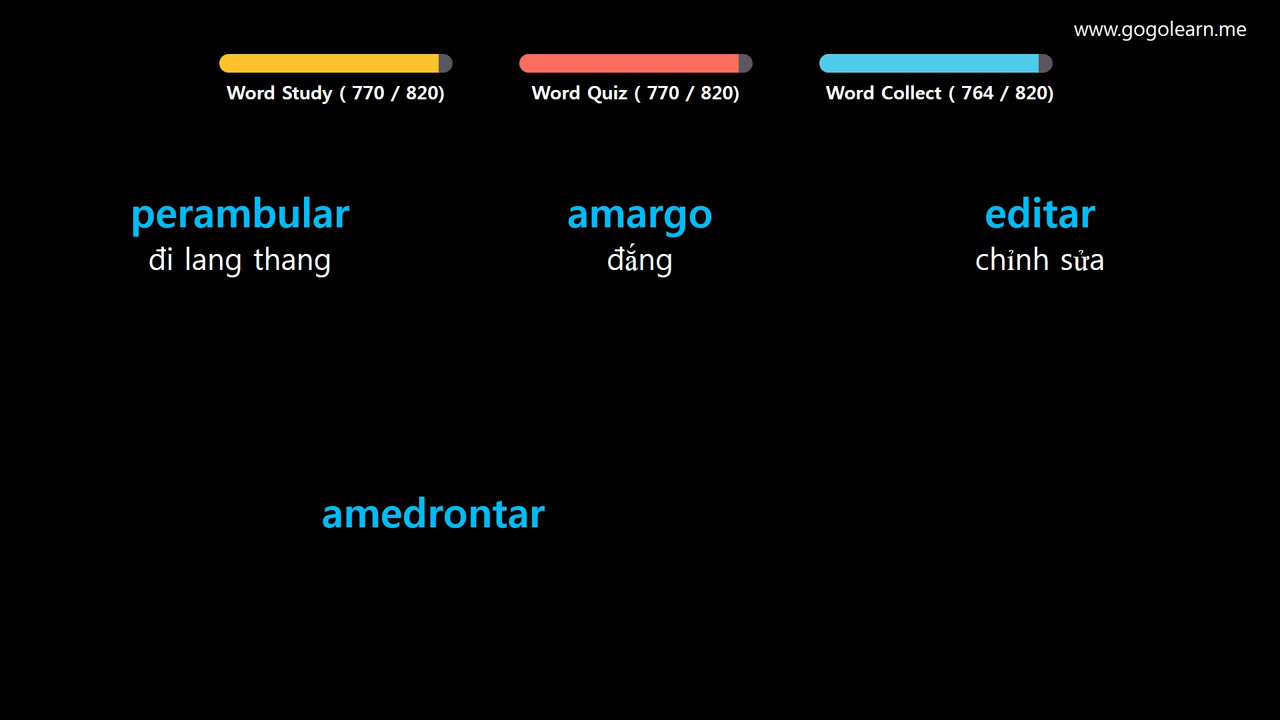 www.gogolearn.me
Word Study ( 770 / 820)
Word Quiz ( 770 / 820)
Word Collect ( 764 / 820)
perambular
đi lang thang
amargo
đắng
editar
chỉnh sửa
amedrontar